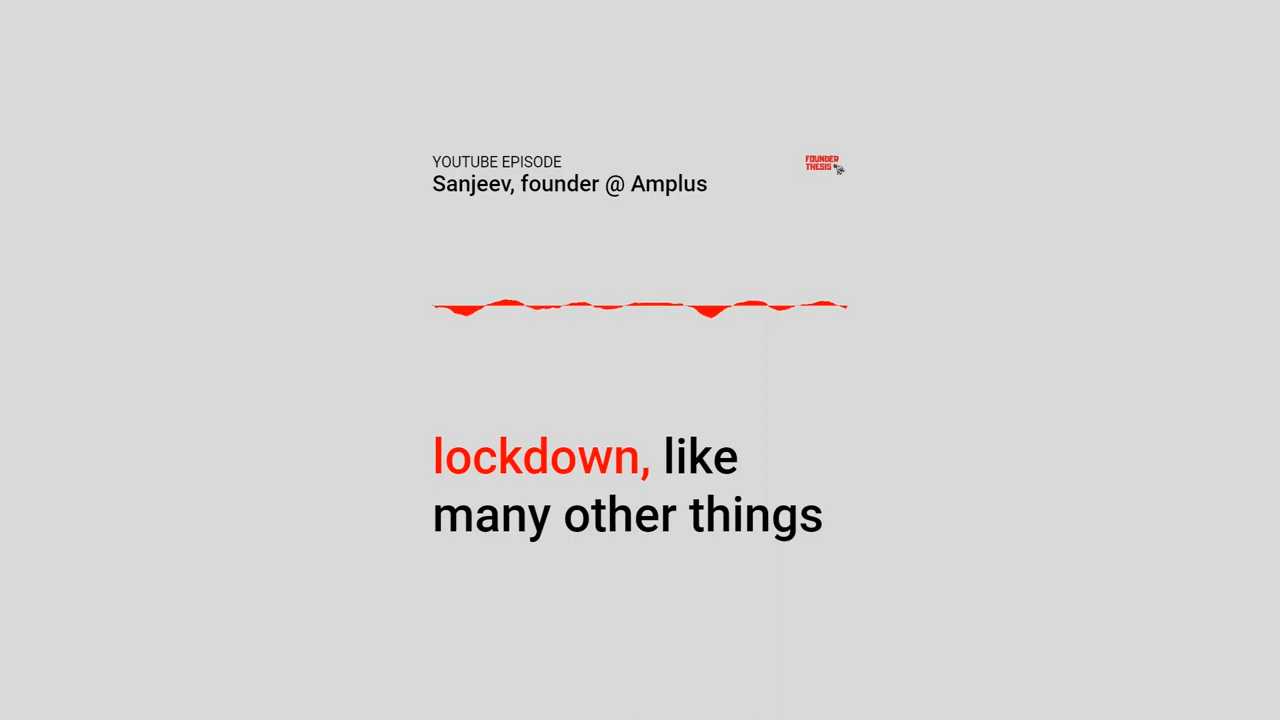 YOUTUBE EPISODE
Sanjeev, founder @ Amplus
FOUNDER
THESIS
lockdown, like
many other things